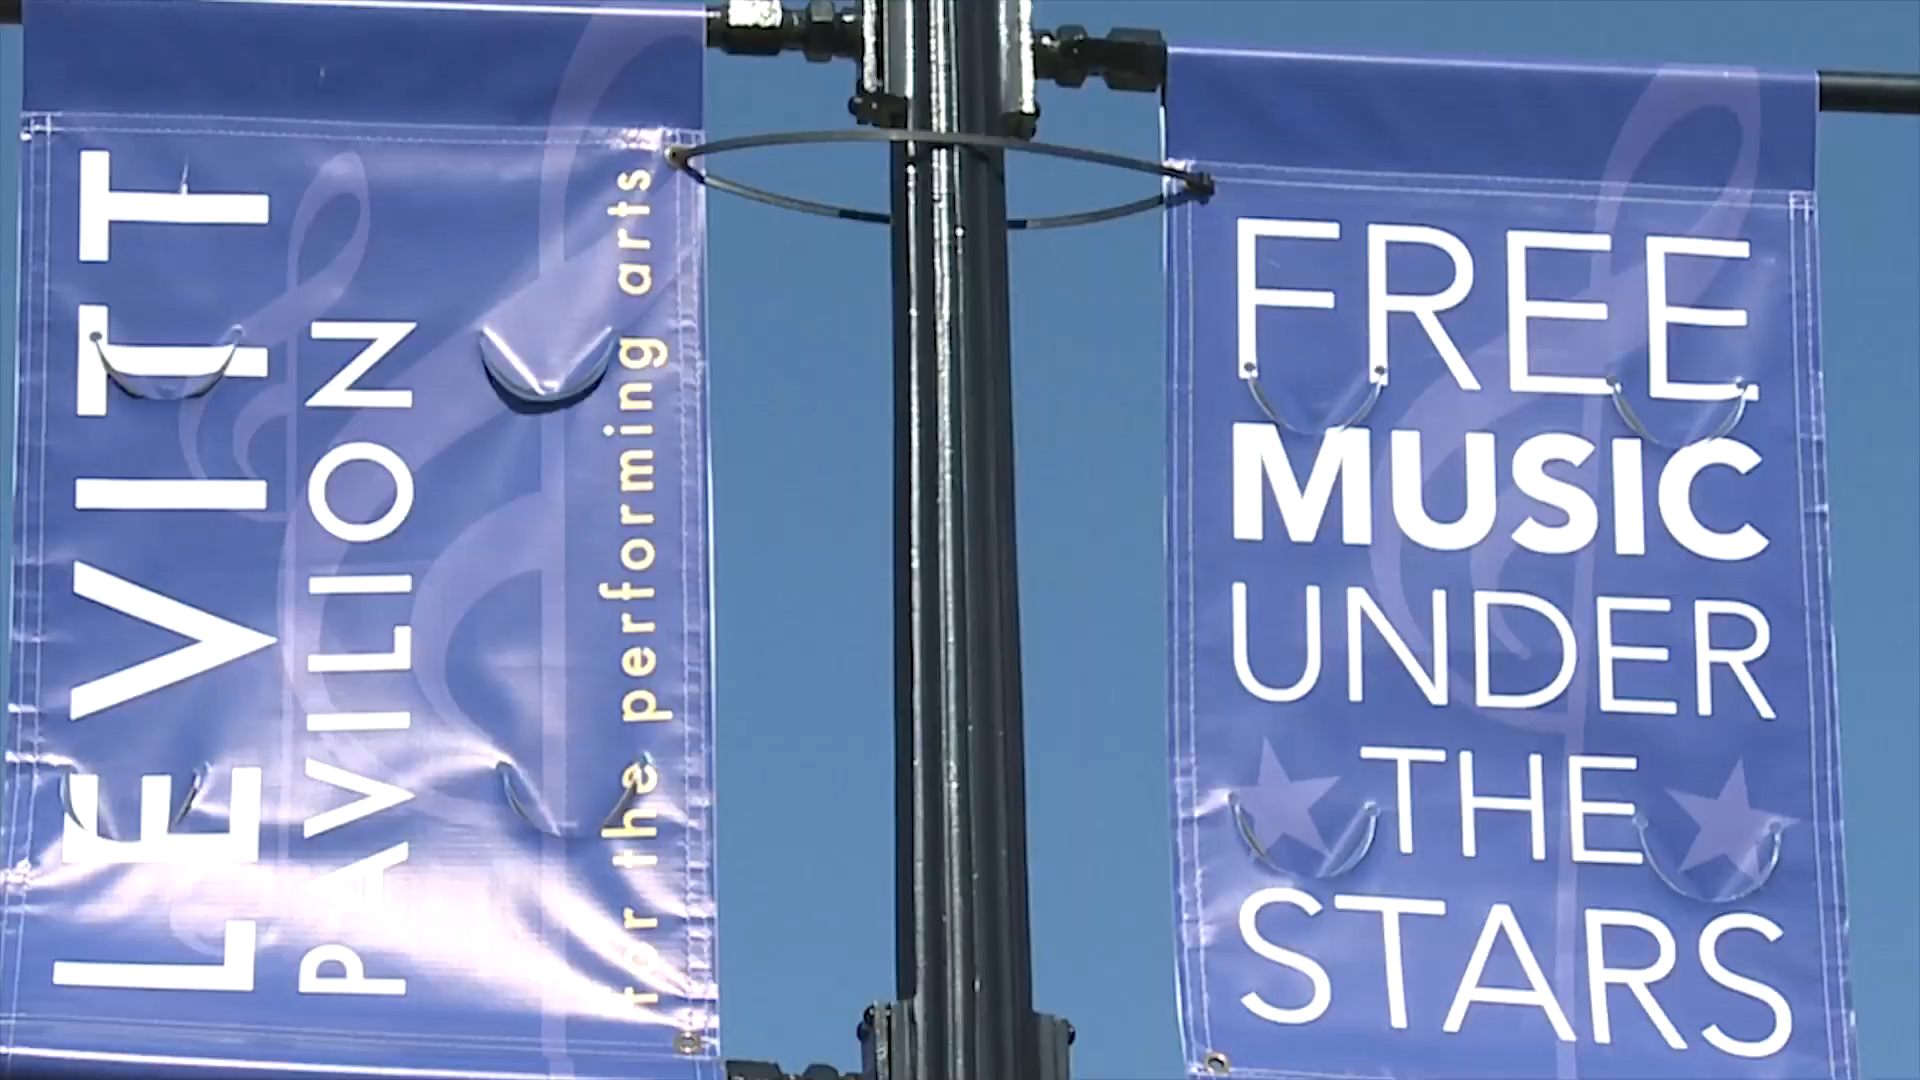 LEVITT
PAVILION
for the performing arts
FREE
MUSIC
UNDER
THE
STARS